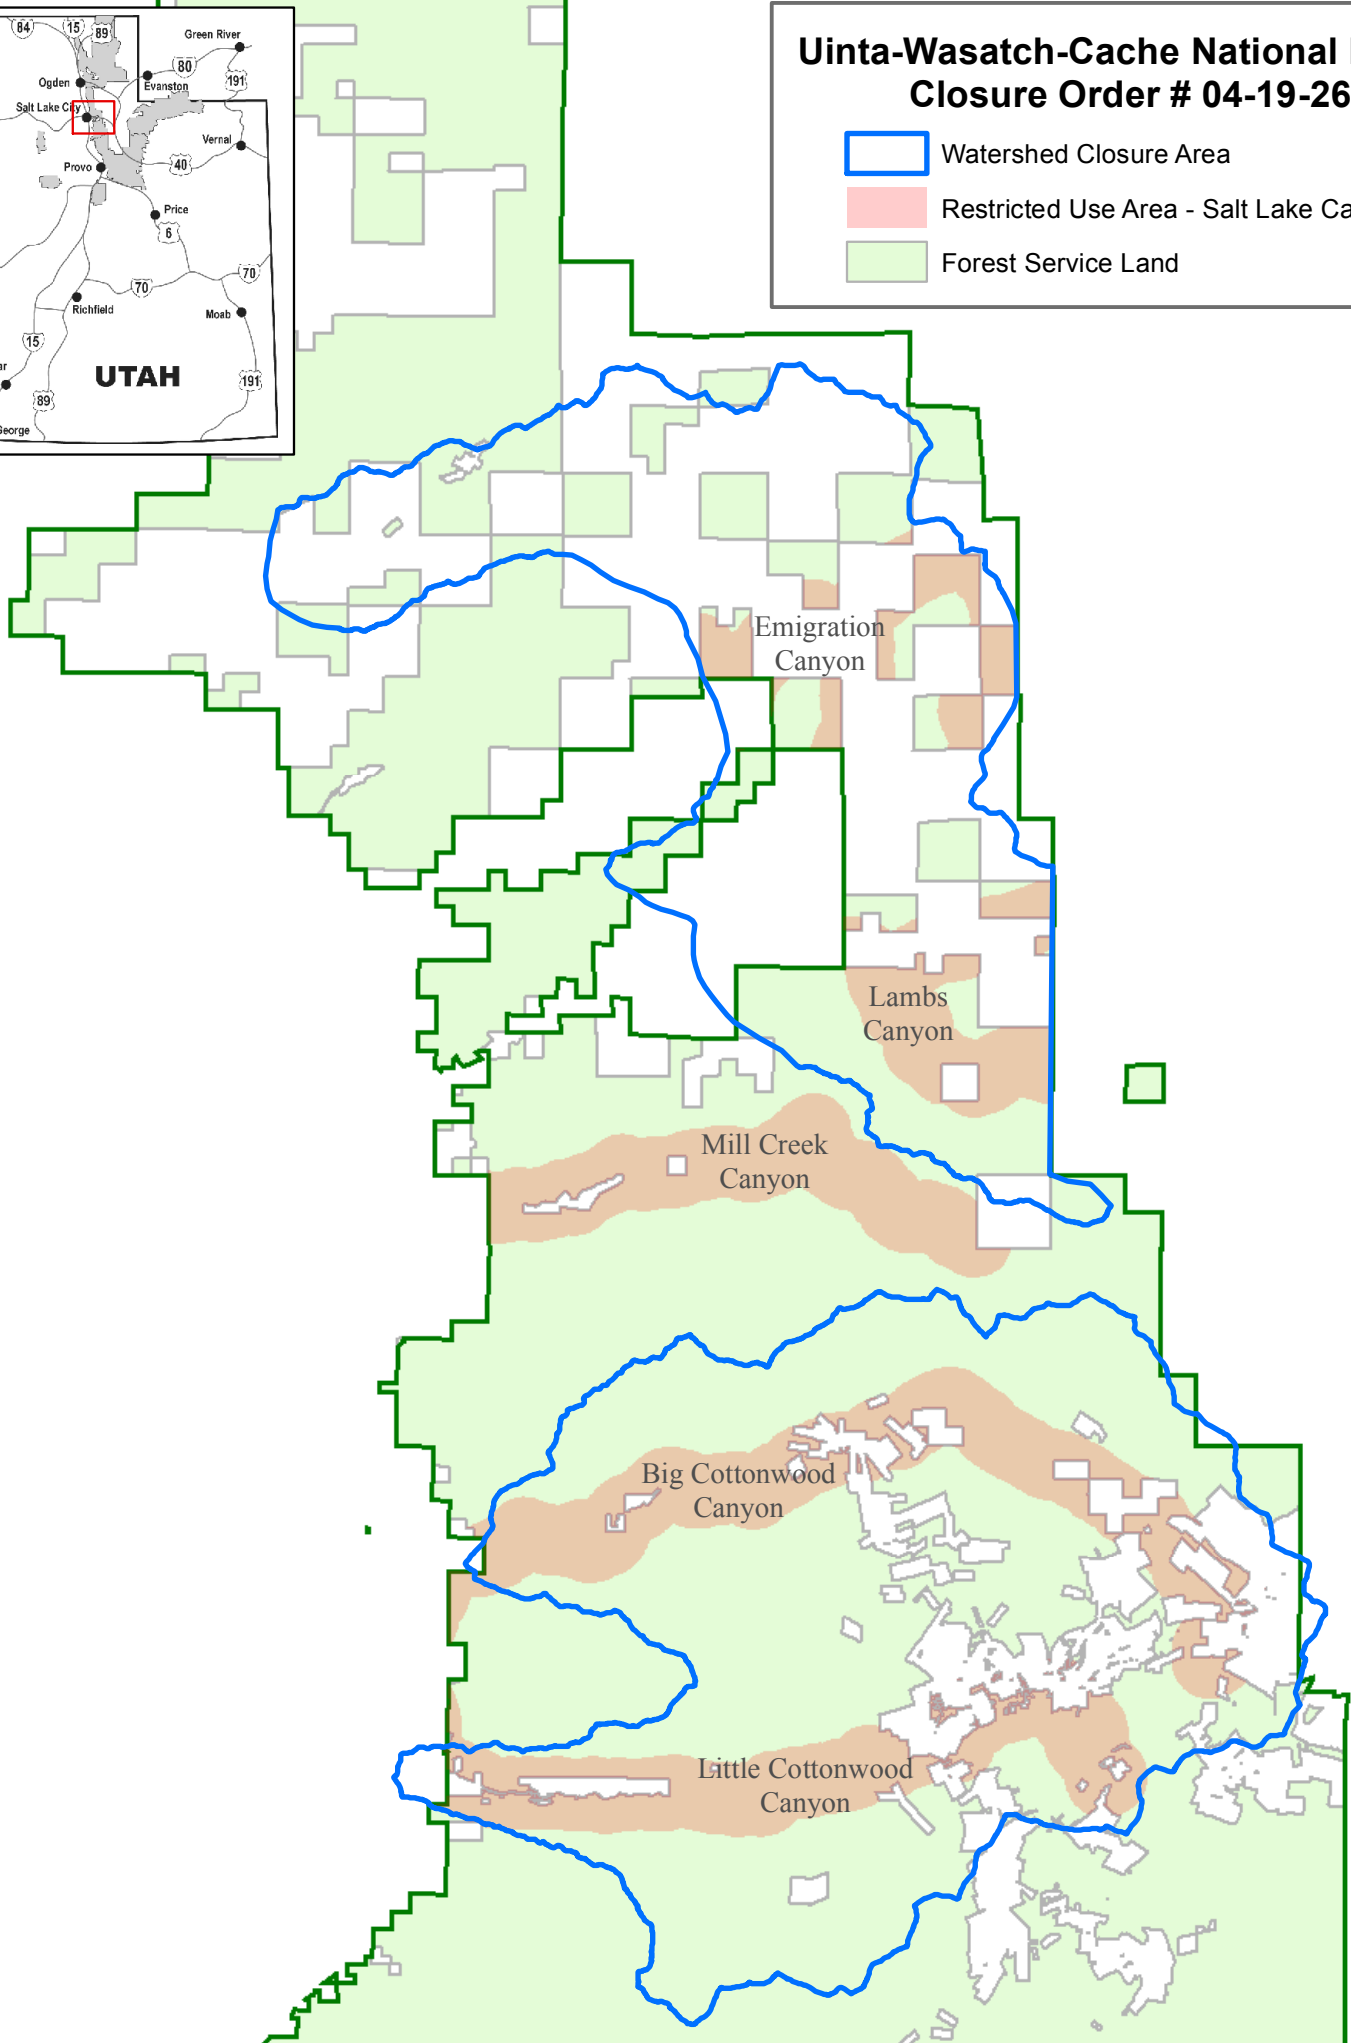 Uinta-Wasatch-Cache National
Closure Order # 04-19-26
Watershed Closure Area
Restricted Use Area - Salt Lake Ca
Forest Service Land
84
15
89
Green River
80
191
Ogden
Evanston
Salt Lake City
Vernal
40
Provo
Price
6
70
70
Richfield
Moab
15
ar
UTAH
191
89
George
Emigration
Canyon
Lambs
Canyon
Mill Creek
Canyon
Big Cottonwood
Canyon
Little Cottonwood
Canyon